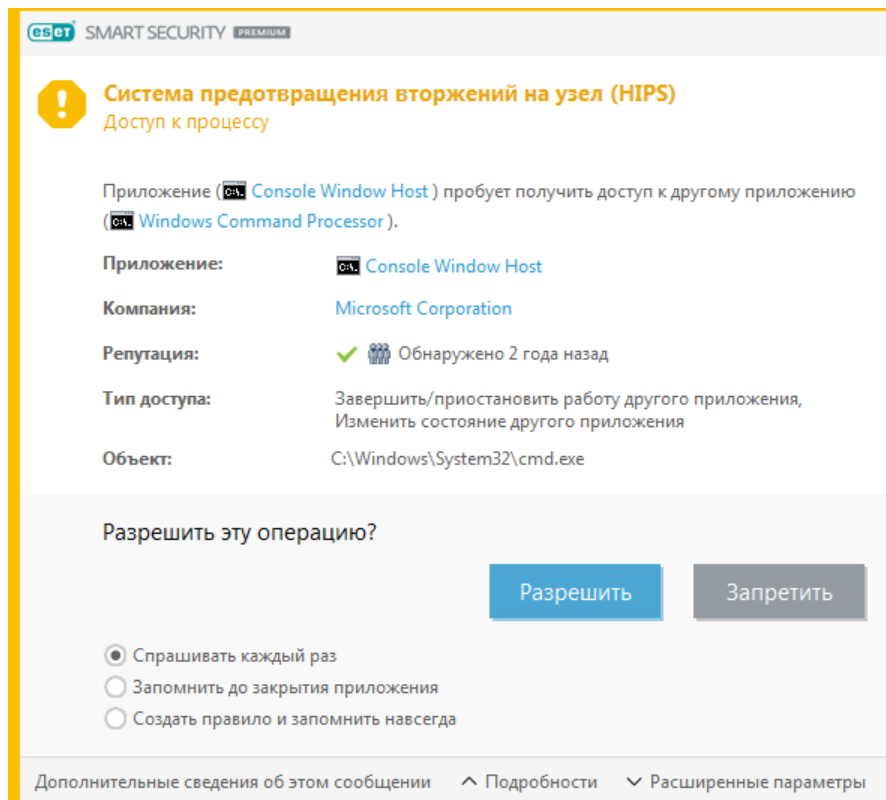 eset SMART SECURITY PREMIUM
Система предотвращения вторжений на узел (HIPS)
Доступ к процессу
Приложение (C:\. Console Window Host ) пробует получить доступ к другому приложению
(C:\. Windows Command Processor ).
Приложение: C:\. Console Window Host
Компания: Microsoft Corporation
Репутация: Обнаружено 2 года назад
Тип доступа: Завершить/приостановить работу другого приложения,
Изменить состояние другого приложения
Объект: C:\Windows\System32\cmd.exe
Разрешить эту операцию?
Разрешить Запретить
Спрашивать каждый раз
Запомнить до закрытия приложения
Создать правило и запомнить навсегда
Дополнительные сведения об этом сообщении Подробности Расширенные параметры